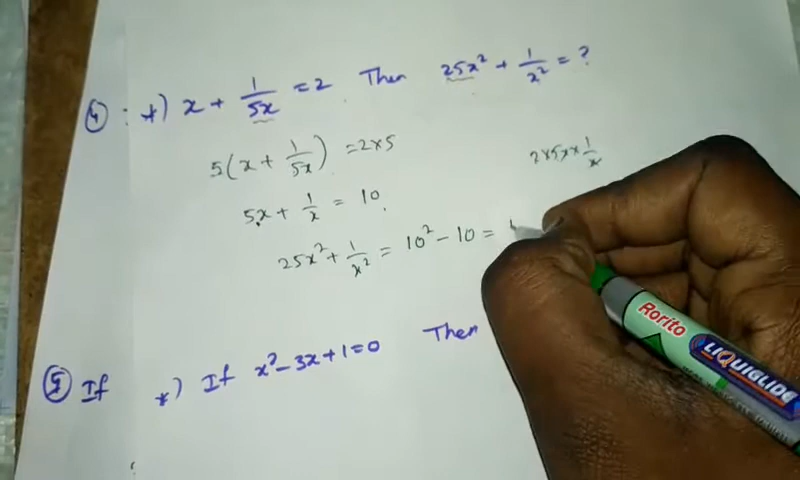 ④ : *) x + 1/5x = 2 . Then 25x² + 1/x² = ?
5(x + 1/5x) = 2×5
2×5x×1/x
5x + 1/x = 10
25x² + 1/x² = 10² - 10 =
⑤ If *) If x² - 3x + 1 = 0 Then
Rorito
LIQUIGLIDE